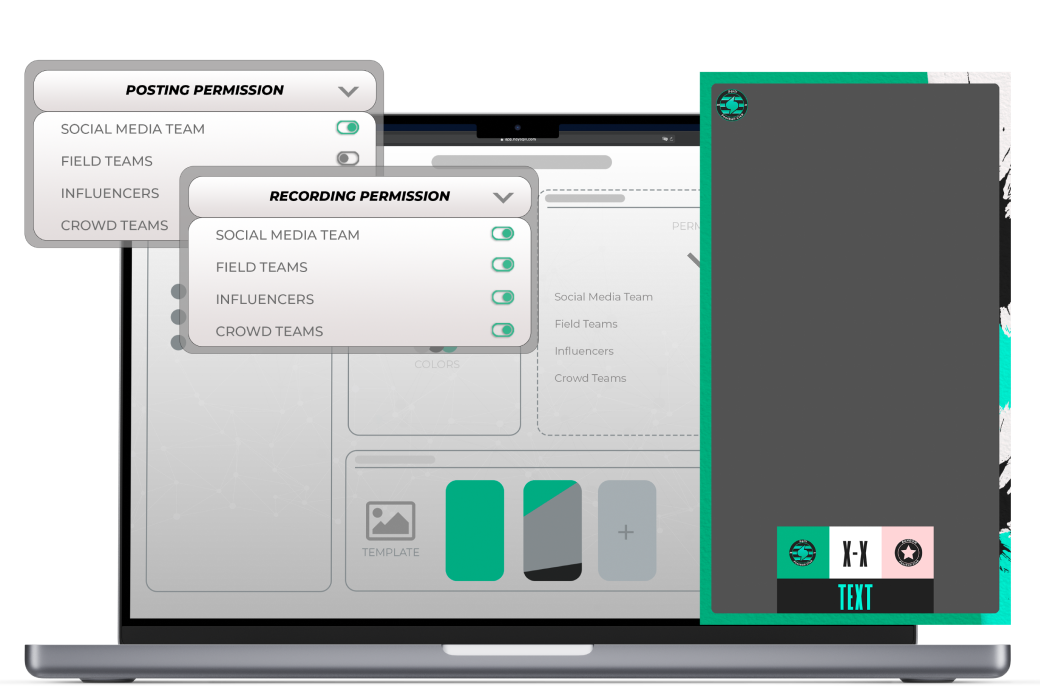 POSTING PERMISSION
SOCIAL MEDIA TEAM
FIELD TEAMS
INFLUENCERS
CROWD TEAMS
RECORDING PERMISSION
SOCIAL MEDIA TEAM
FIELD TEAMS
INFLUENCERS
CROWD TEAMS
PERM
Social Media Team
Field Teams
Influencers
Crowd Teams
COLORS
TEMPLATE
X-X
TEXT